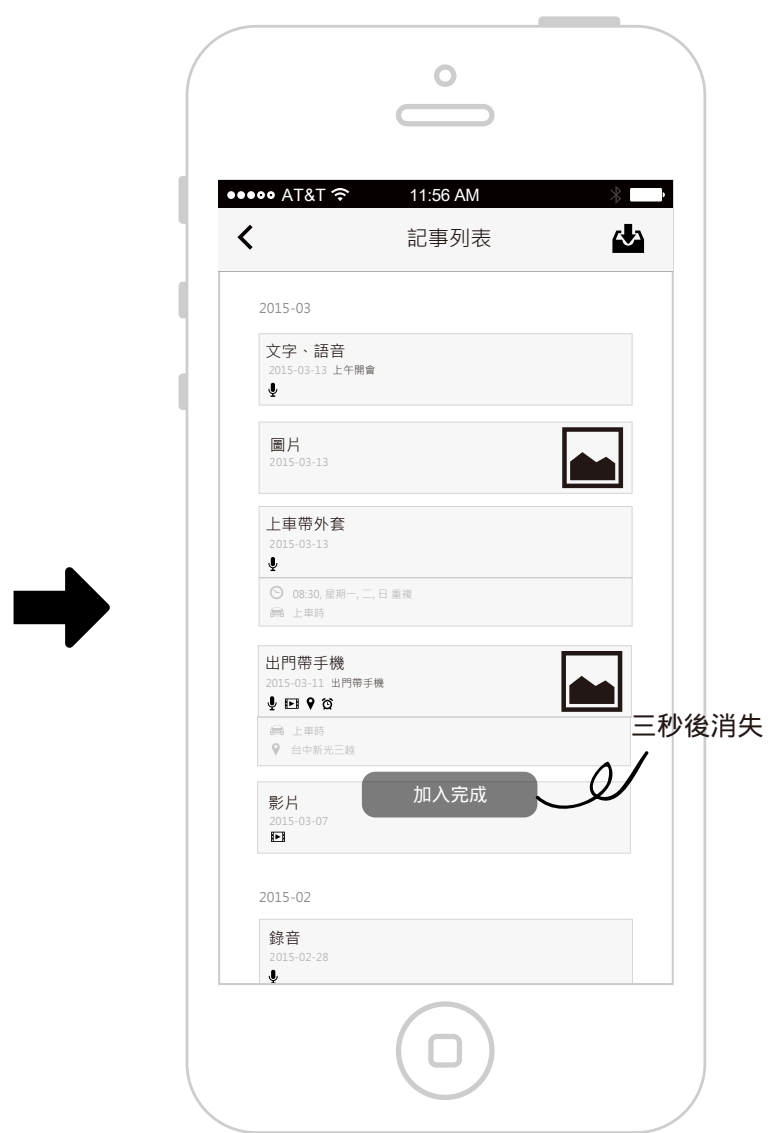 AT&T 11:56 AM
記事列表
2015-03
文字、語音
2015-03-13 上午開會
圖片
2015-03-13
上車帶外套
2015-03-13
08:30, 星期一, 二, 日 重複
上車時
出門帶手機
2015-03-11 出門帶手機
上車時
台中新光三越
三秒後消失
加入完成
影片
2015-03-07
2015-02
錄音
2015-02-28